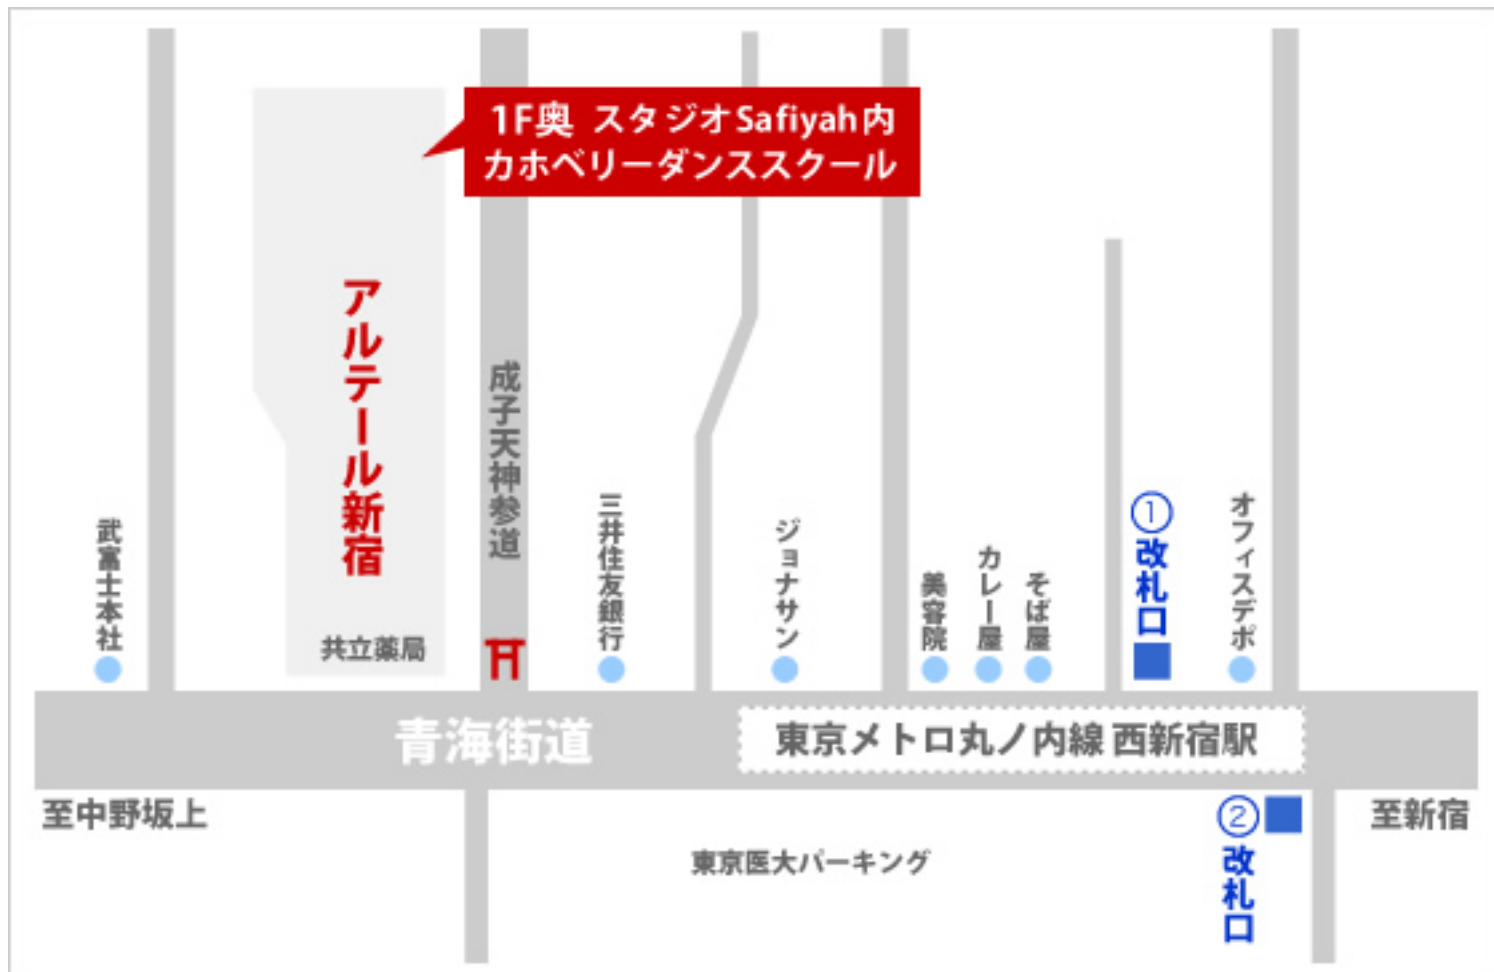 1F奥 スタジオSafiyah内
カホベリーダンススクール
アルテール新宿
成子天神参道
武富士本社
共立薬局
三井住友銀行
ジョナサン
美容院
カレー屋
そば屋
①改札口
オフィスデポ
青海街道
東京メトロ丸ノ内線 西新宿駅
至中野坂上
②改札口
至新宿
東京医大パーキング